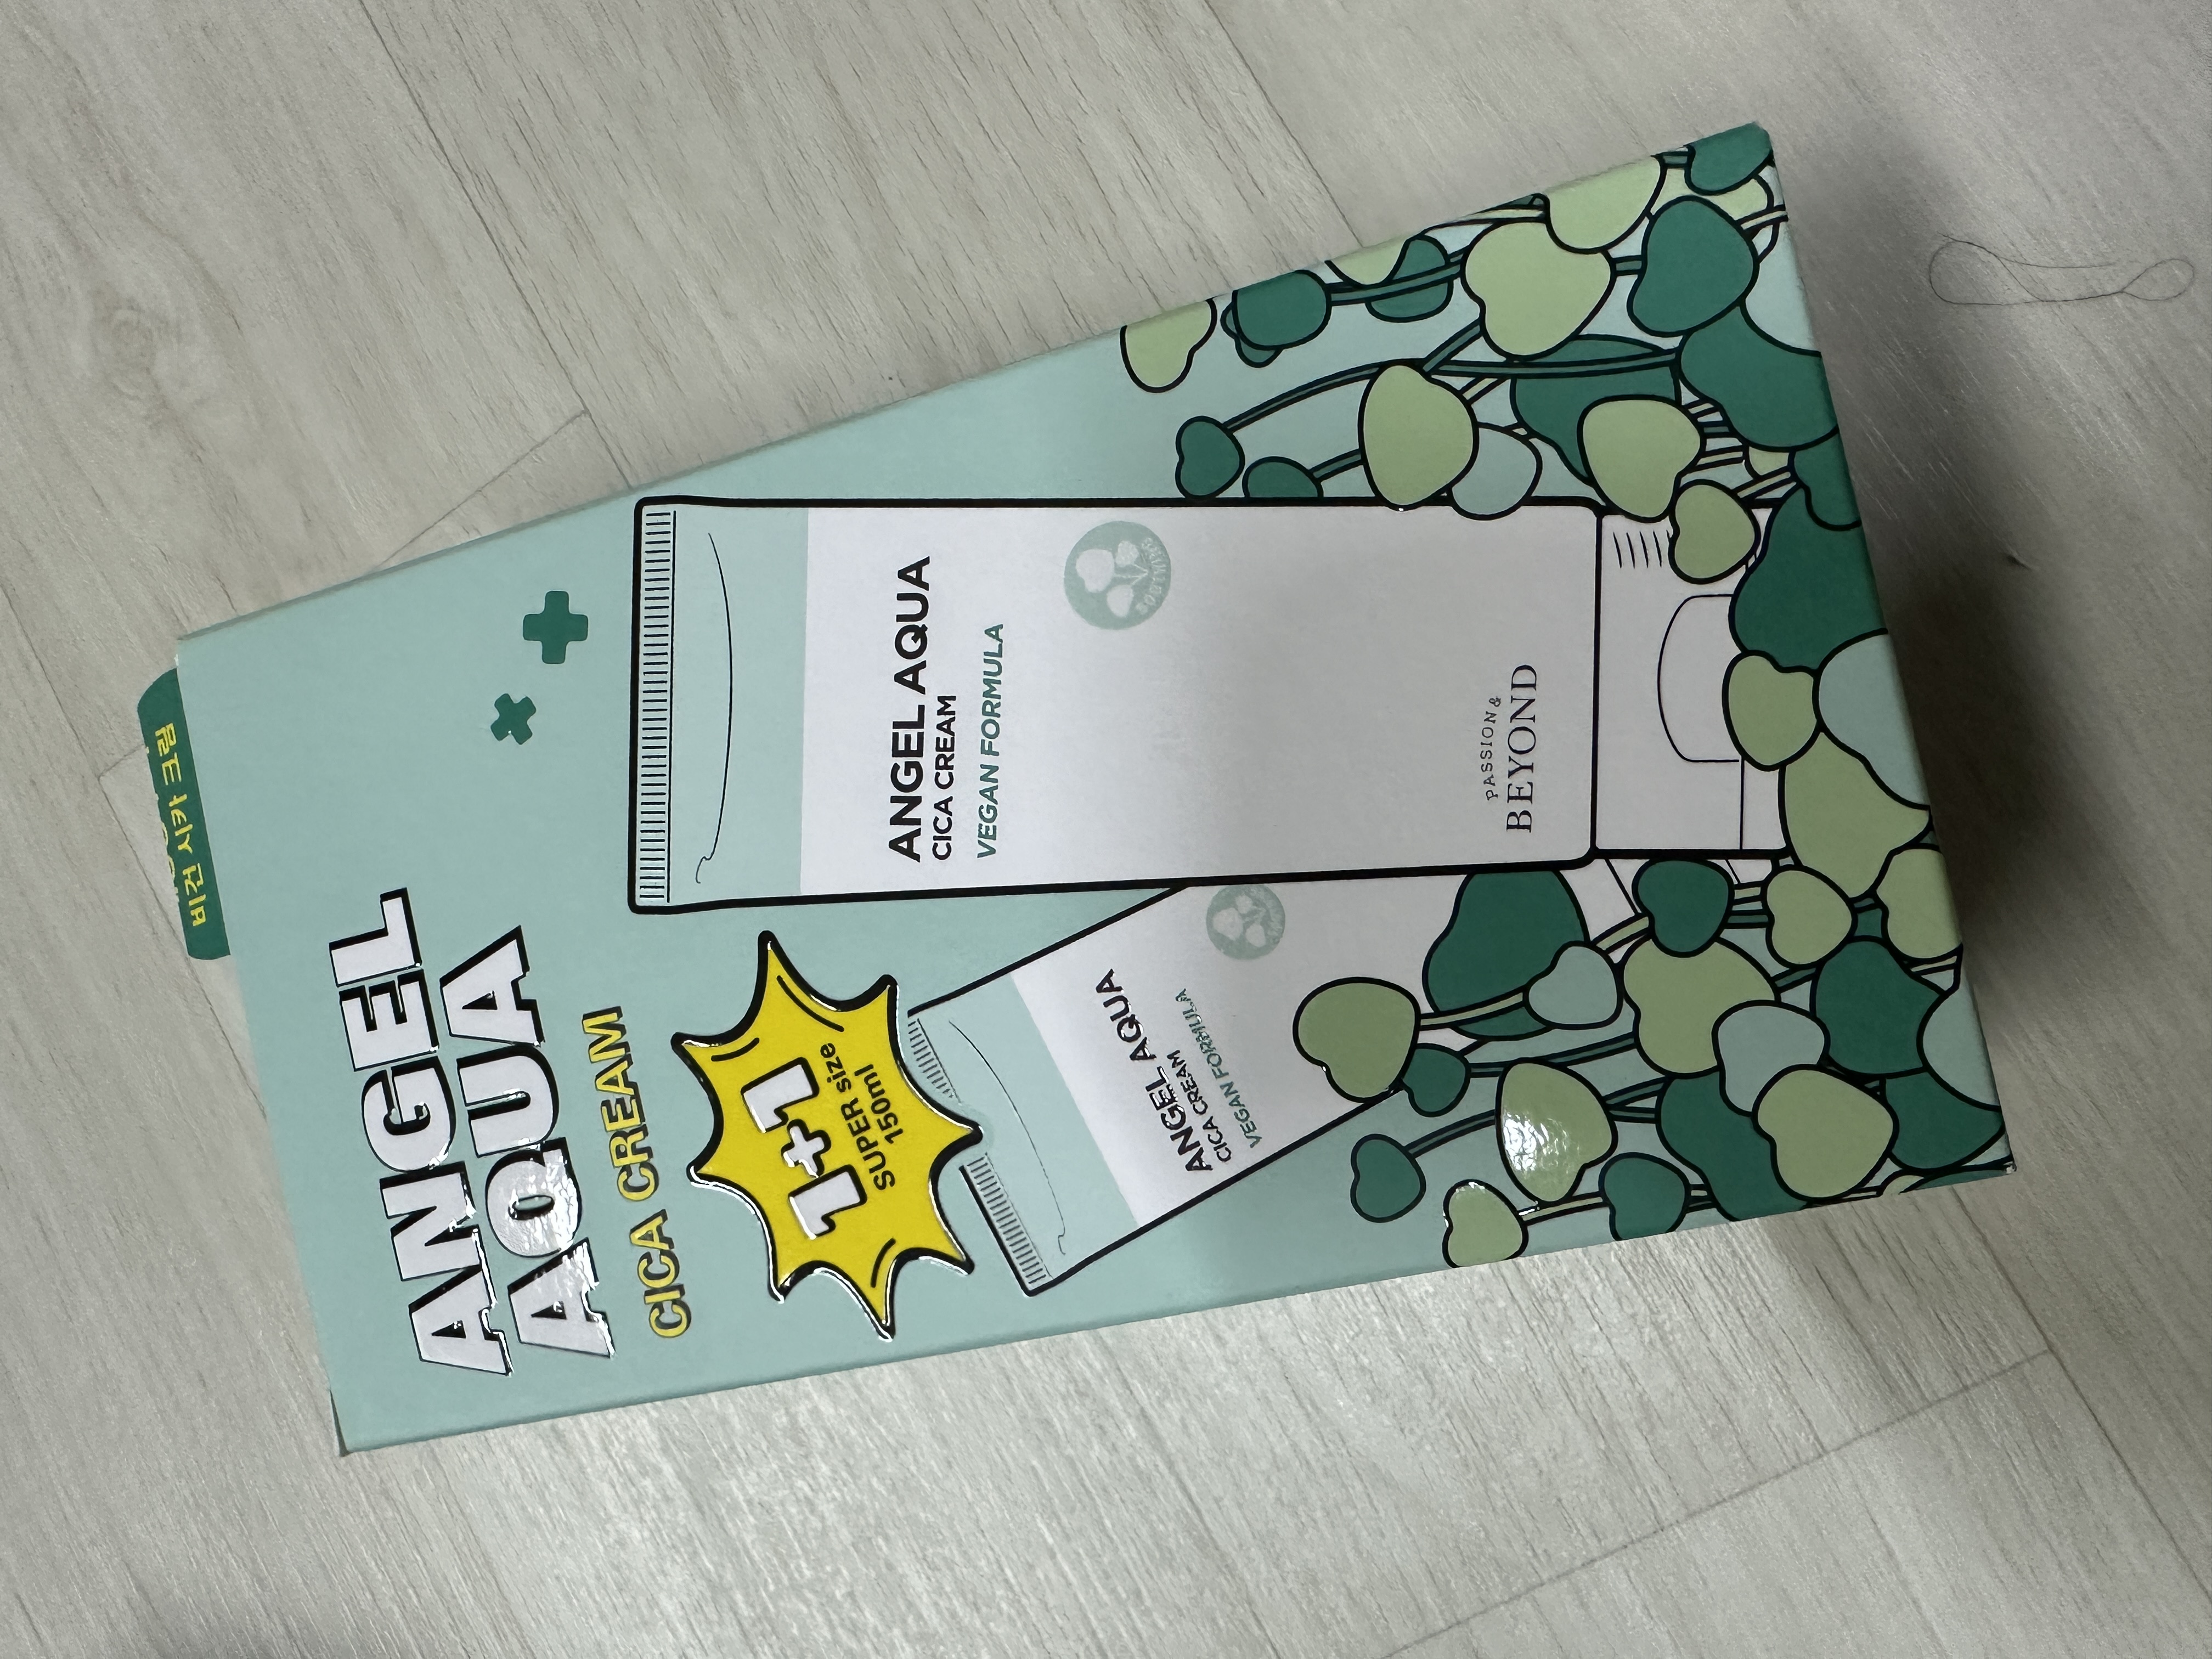 비건 시카 크림
ANGEL
AQUA
CICA CREAM
1+1
SUPER size
150ml
ANGEL AQUA
CICA CREAM
VEGAN FORMULA
PASSION&
BEYOND
ANGEL AQUA
CICA CREAM
VEGAN FORMULA